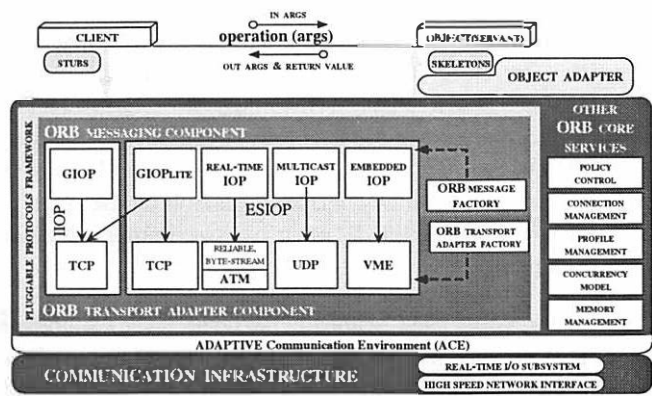 IN ARGS
CLIENT
operation (args)
OBJECT (SERVANT)
STUBS
OUT ARGS & RETURN VALUE
SKELETONS
OBJECT ADAPTER
PLUGGABLE PROTOCOLS FRAMEWORK
ORB MESSAGING COMPONENT
GIOP
GIOPLITE
REAL-TIME
IOP
MULTICAST
IOP
EMBEDDED
IOP
IIOP
ESIOP
TCP
TCP
RELIABLE,
BYTE-STREAM
ATM
UDP
VME
ORB MESSAGE
FACTORY
ORB TRANSPORT
ADAPTER FACTORY
ORB TRANSPORT ADAPTER COMPONENT
OTHER
ORB CORE
SERVICES
POLICY
CONTROL
CONNECTION
MANAGEMENT
PROFILE
MANAGEMENT
CONCURRENCY
MODEL
MEMORY
MANAGEMENT
ADAPTIVE Communication Environment (ACE)
COMMUNICATION INFRASTRUCTURE
REAL-TIME I/O SUBSYSTEM
HIGH SPEED NETWORK INTERFACE